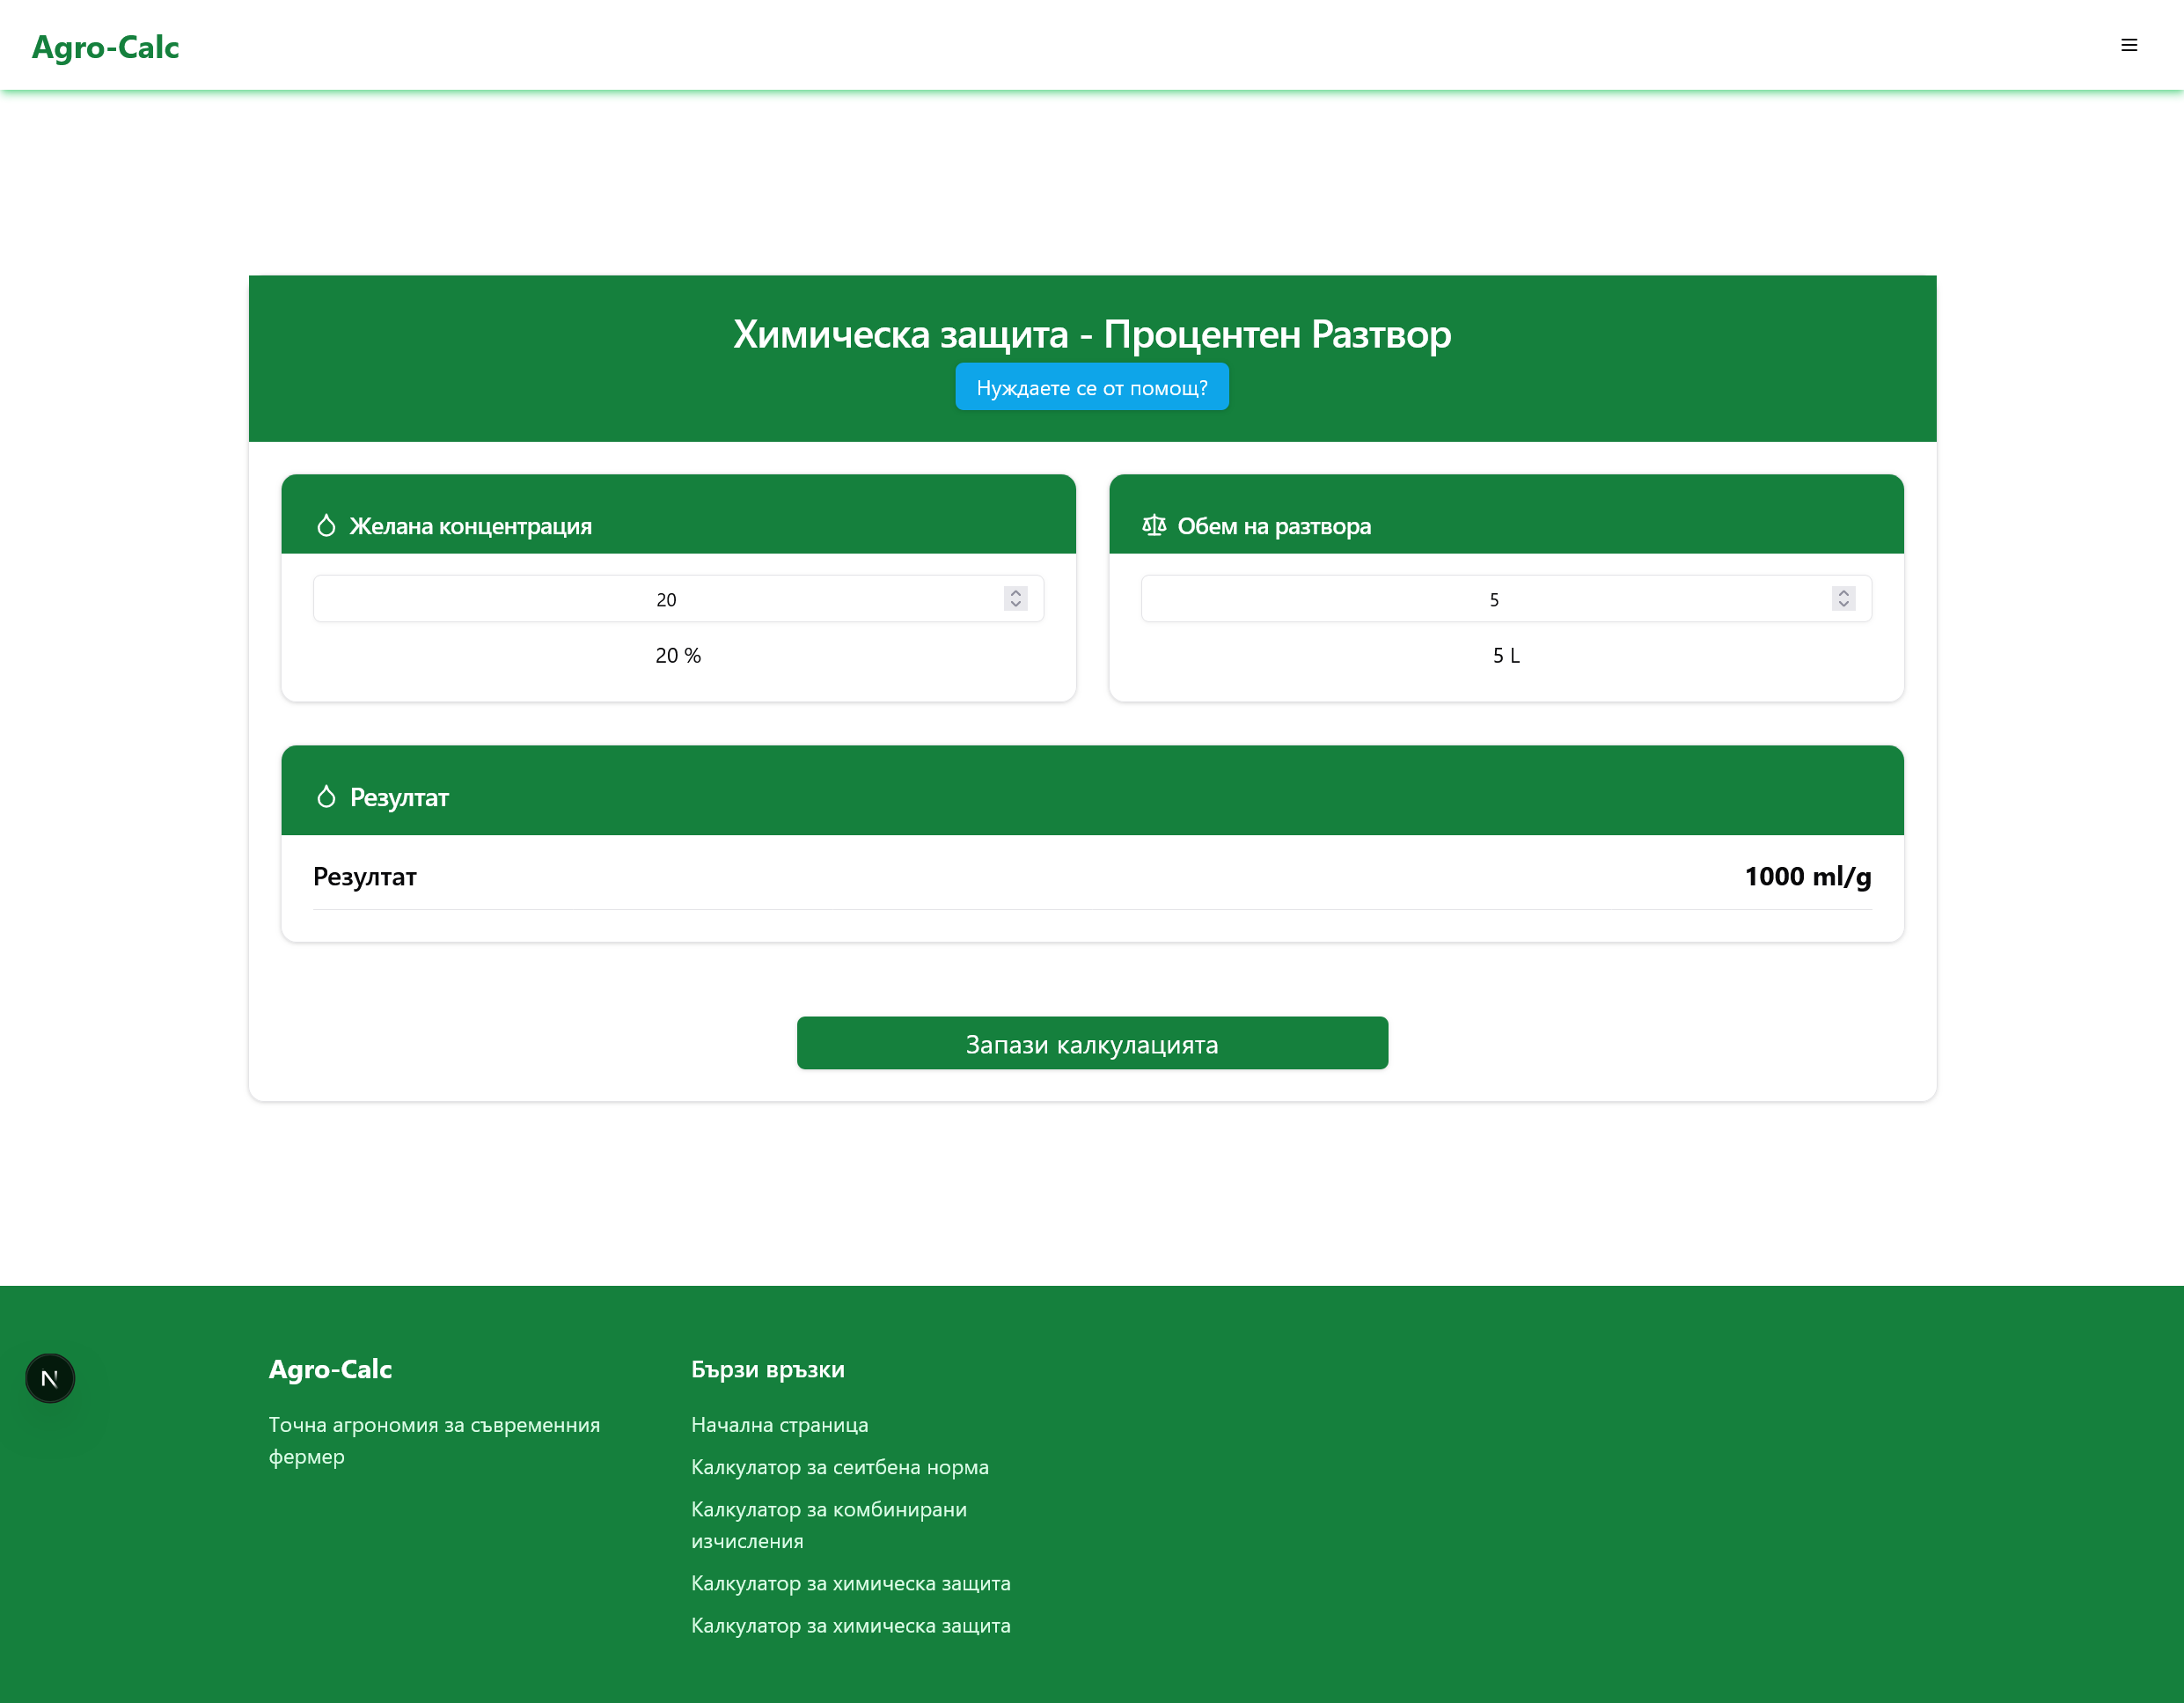 Agro-Calc
Химическа защита - Процентен Разтвор
Нуждаете се от помощ?
Желана концентрация
20
20 %
Обем на разтвора
5
5 L
Резултат
Резултат
1000 ml/g
Запази калкулацията
Agro-Calc
Точна агрономия за съвременния
фермер
Бързи връзки
Начална страница
Калкулатор за сеитбена норма
Калкулатор за комбинирани
изчисления
Калкулатор за химическа защита
Калкулатор за химическа защита
N